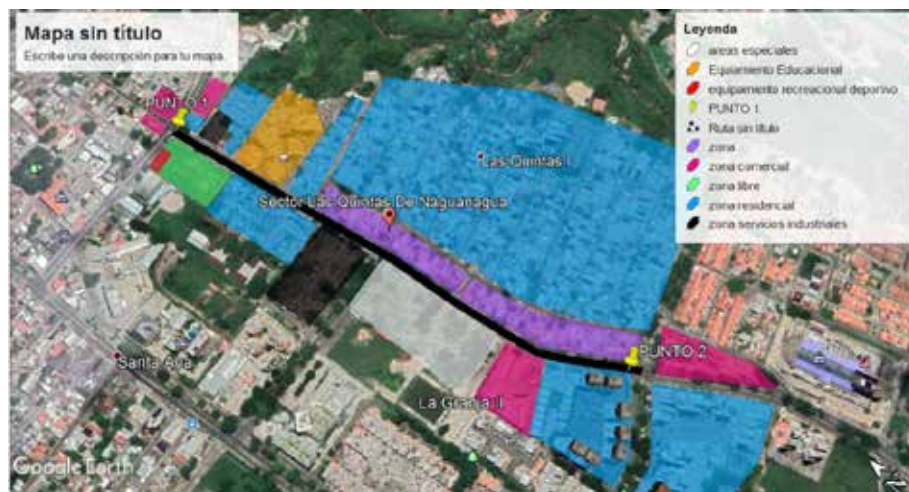 Mapa sin título
Escribe una descripción para tu mapa.
Leyenda
areas especiales
Equiamiento Educacional
equipamiento recreacional deportivo
PUNTO 1
Ruta sin título
zona
zona comercial
zona libre
zona residencial
zona servicios industriales
PUNTO 1
Las Quintas I
Sector Las Quintas De Naguanagua
PUNTO 2
Santa Ana
La Granja II
Google Earth
N